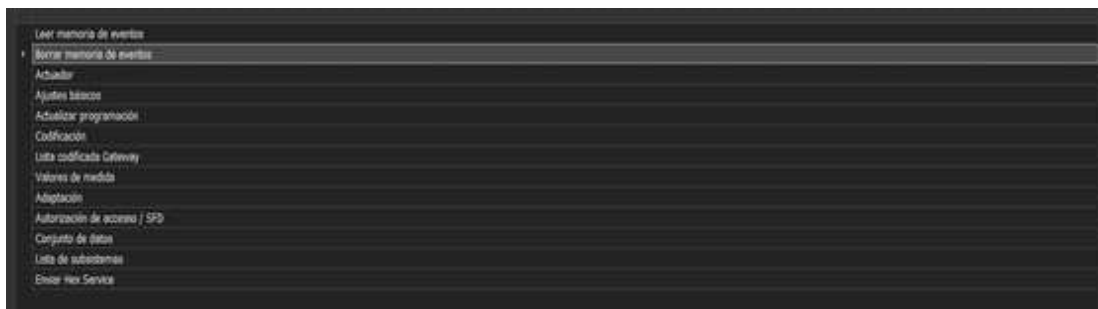 Leer memoria de eventos
Borrar memoria de eventos
Actuador
Ajustes básicos
Actualizar programación
Codificación
Lista codificada Gateway
Valores de medida
Adaptación
Autorización de acceso / SFD
Conjunto de datos
Lista de subsistemas
Enviar Hex Service